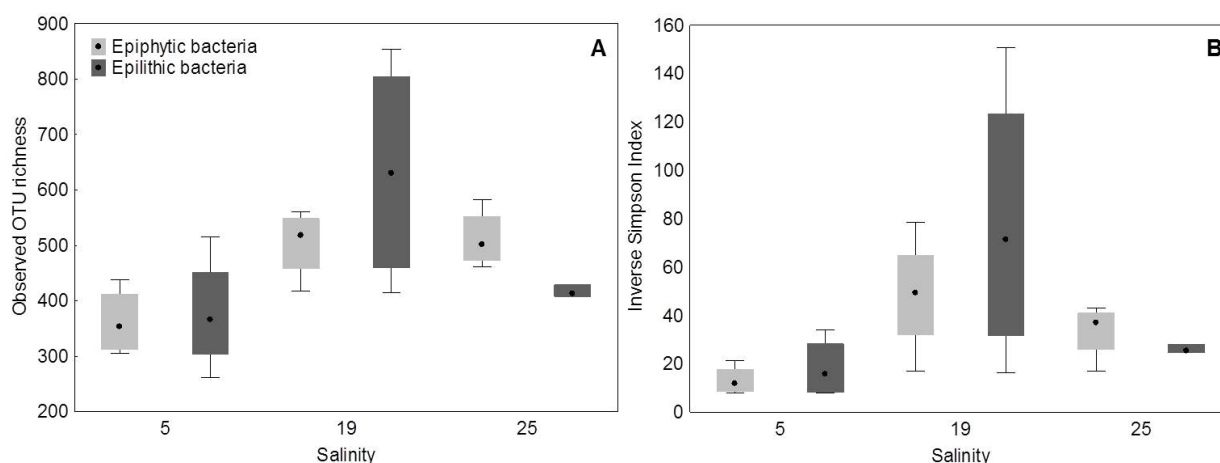 A
Epiphytic bacteria
Epilithic bacteria
Observed OTU richness
900
800
700
600
500
400
300
200
5 19 25
Salinity
B
Inverse Simpson Index
160
140
120
100
80
60
40
20
0
5 19 25
Salinity